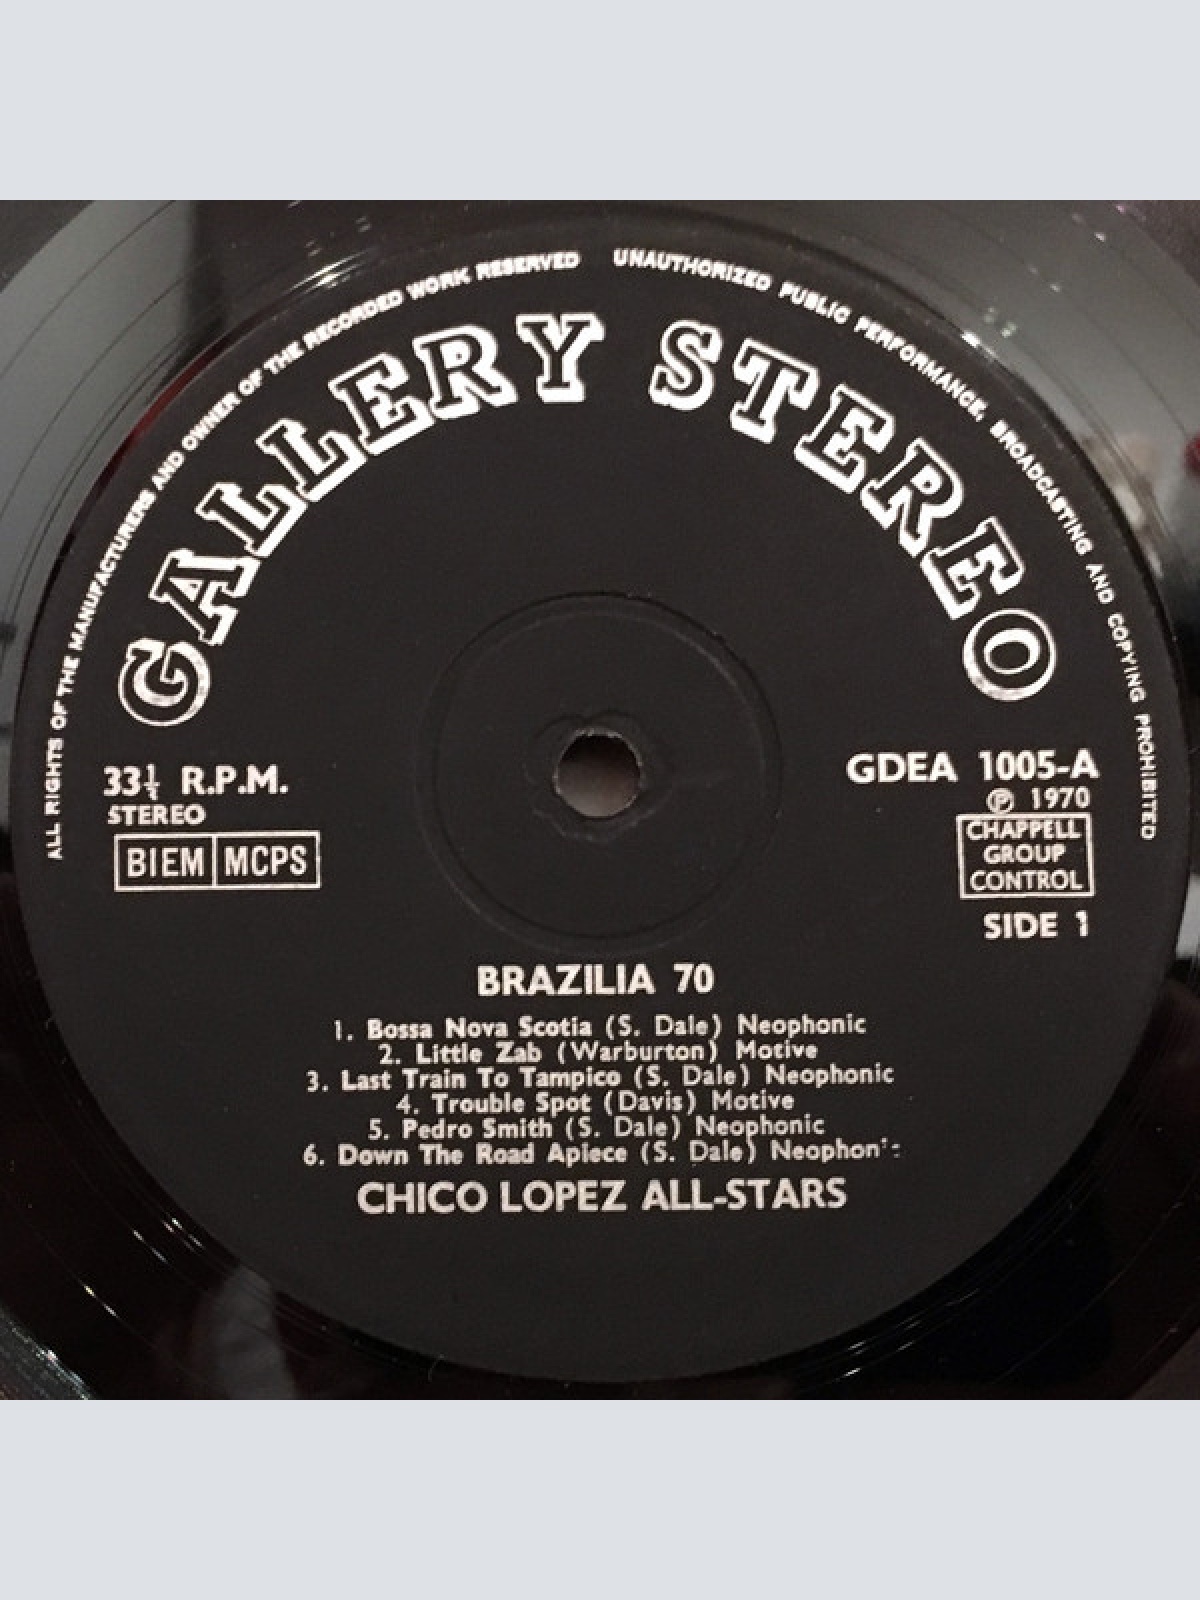 ALL RIGHTS OF THE MANUFACTURERS AND OWNER OF THE RECORDED WORK RESERVED
UNAUTHORIZED PUBLIC PERFORMANCE, BROADCASTING AND COPYING PROHIBITED
GALLERY STEREO
33⅓ R.P.M.
STEREO
BIEM MCPS
GDEA 1005-A
℗ 1970
CHAPPELL
GROUP
CONTROL
SIDE 1
BRAZILIA 70
1. Bossa Nova Scotia (S. Dale) Neophonic
2. Little Zab (Warburton) Motive
3. Last Train To Tampico (S. Dale) Neophonic
4. Trouble Spot (Davis) Motive
5. Pedro Smith (S. Dale) Neophonic
6. Down The Road Apiece (S. Dale) Neophonic
CHICO LOPEZ ALL-STARS